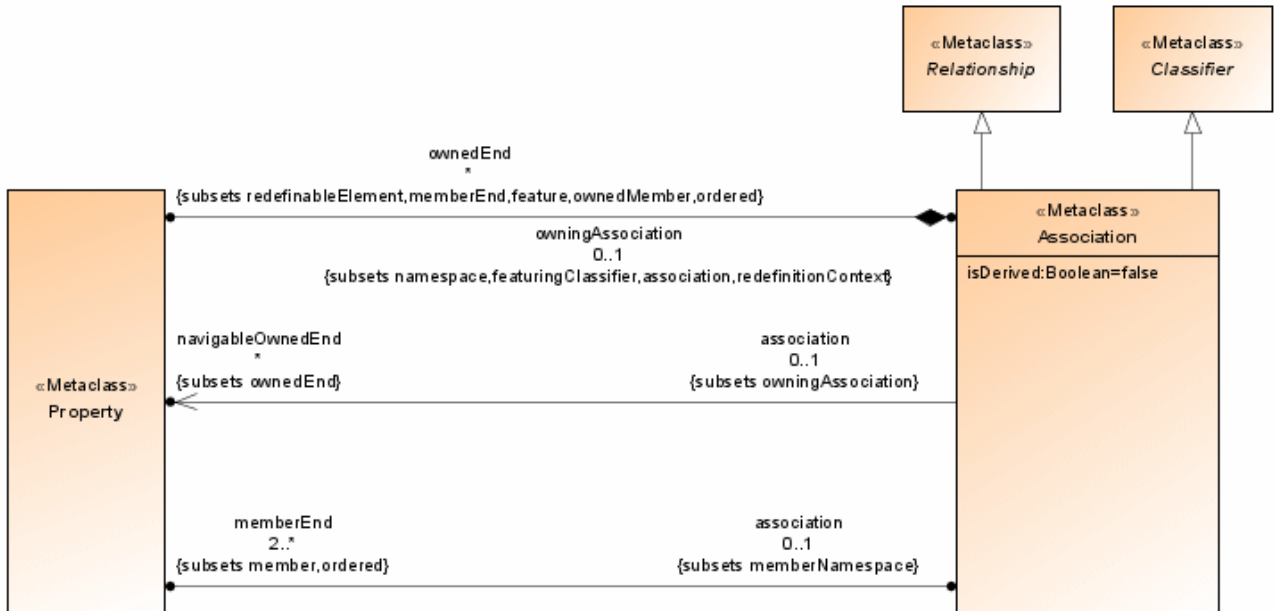 «Metaclass»
Relationship
«Metaclass»
Classifier
ownedEnd
*
{subsets redefinableElement,memberEnd,feature,ownedMember,ordered}
«Metaclass»
Association
isDerived:Boolean=false
owningAssociation
0..1
{subsets namespace,featuringClassifier,association,redefinitionContext}
navigableOwnedEnd
*
{subsets ownedEnd}
association
0..1
{subsets owningAssociation}
«Metaclass»
Property
memberEnd
2..*
{subsets member,ordered}
association
0..1
{subsets memberNamespace}